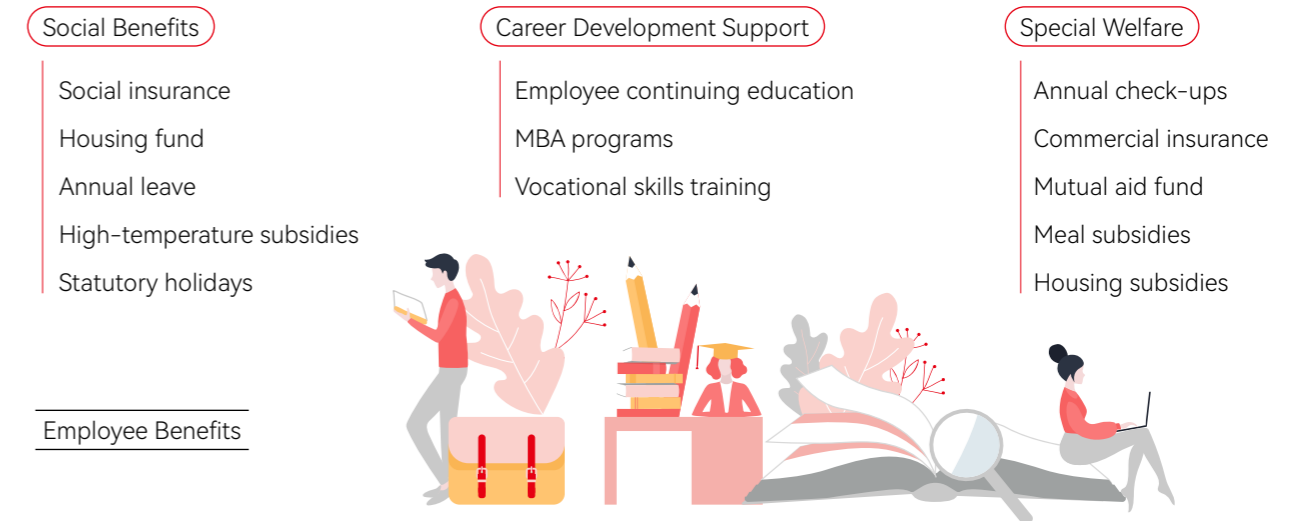 Social Benefits
Social insurance
Housing fund
Annual leave
High-temperature subsidies
Statutory holidays
Career Development Support
Employee continuing education
MBA programs
Vocational skills training
Special Welfare
Annual check-ups
Commercial insurance
Mutual aid fund
Meal subsidies
Housing subsidies
Employee Benefits